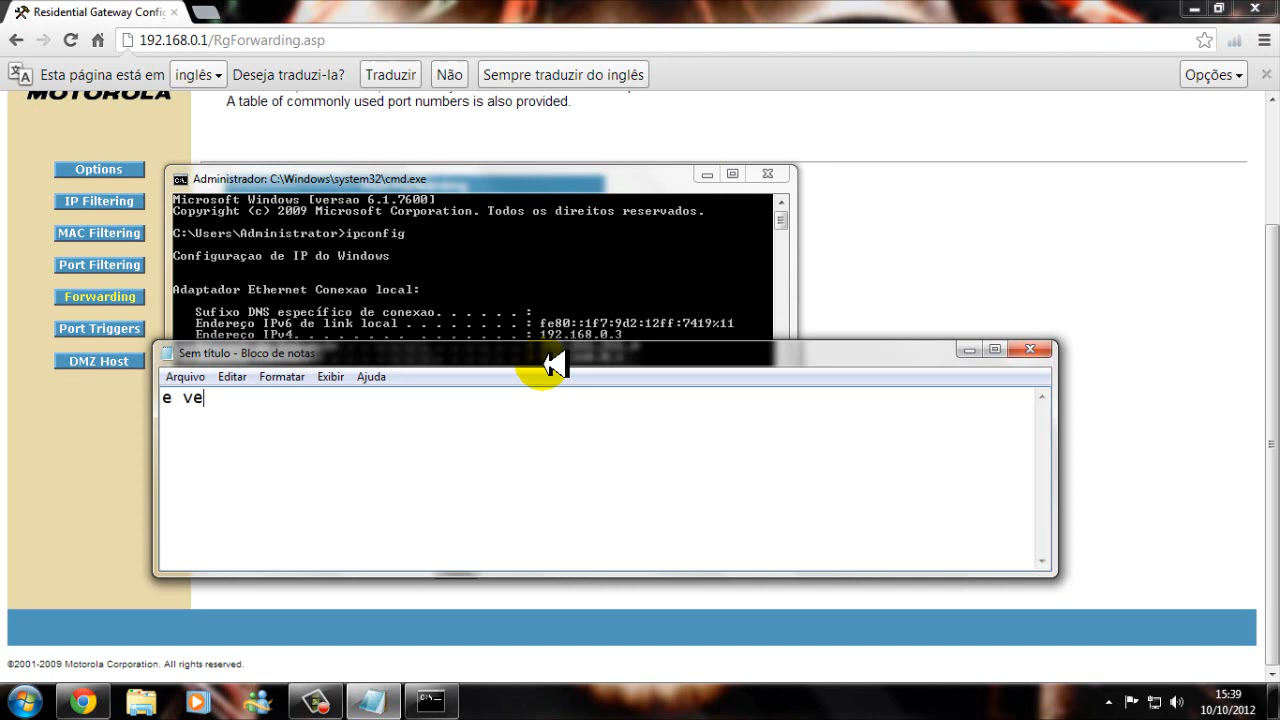 Residential Gateway Config
192.168.0.1/RgForwarding.asp
Esta página está em inglês Deseja traduzi-la? Traduzir Não Sempre traduzir do inglês Opções
MOTOROLA
A table of commonly used port numbers is also provided.
Options
IP Filtering
MAC Filtering
Port Filtering
Forwarding
Port Triggers
DMZ Host
Administrador: C:\Windows\system32\cmd.exe
Microsoft Windows [versao 6.1.7600]
Copyright (c) 2009 Microsoft Corporation. Todos os direitos reservados.
C:\Users\Administrator>ipconfig
Configuraçao de IP do Windows
Adaptador Ethernet Conexao local:
Sufixo DNS específico de conexao. . . . . . :
Endereço IPv6 de link local . . . . . . . . : fe80::1f7:9d2:12ff:7419%11
Endereço IPv4. . . . . . . . . . . . . . . : 192.168.0.3
Sem título - Bloco de notas
Arquivo Editar Formatar Exibir Ajuda
e ve
©2001-2009 Motorola Corporation. All rights reserved.
15:39
10/10/2012